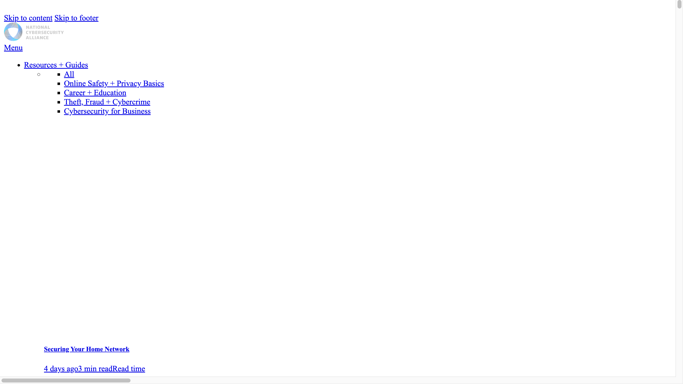 Skip to content Skip to footer
NATIONAL
CYBERSECURITY
ALLIANCE
Menu
Resources + Guides
All
Online Safety + Privacy Basics
Career + Education
Theft, Fraud + Cybercrime
Cybersecurity for Business
Securing Your Home Network
4 days ago3 min readRead time